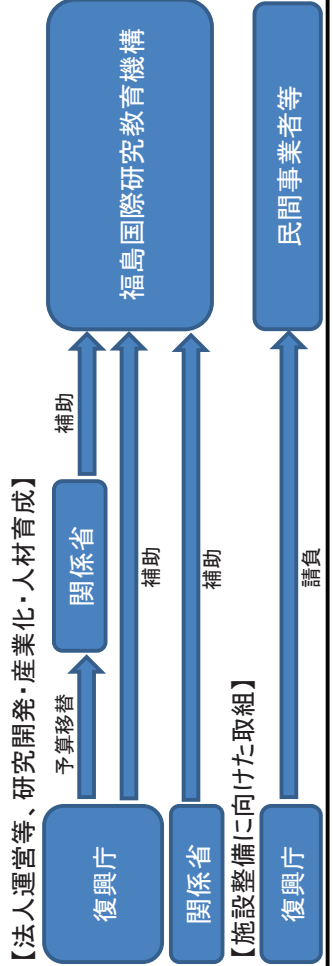 【法人運営等、研究開発・産業化・人材育成】
復興庁
予算移替
関係省
補助
福島国際研究教育機構
補助
関係省
補助
【施設整備に向けた取組】
復興庁
請負
民間事業者等